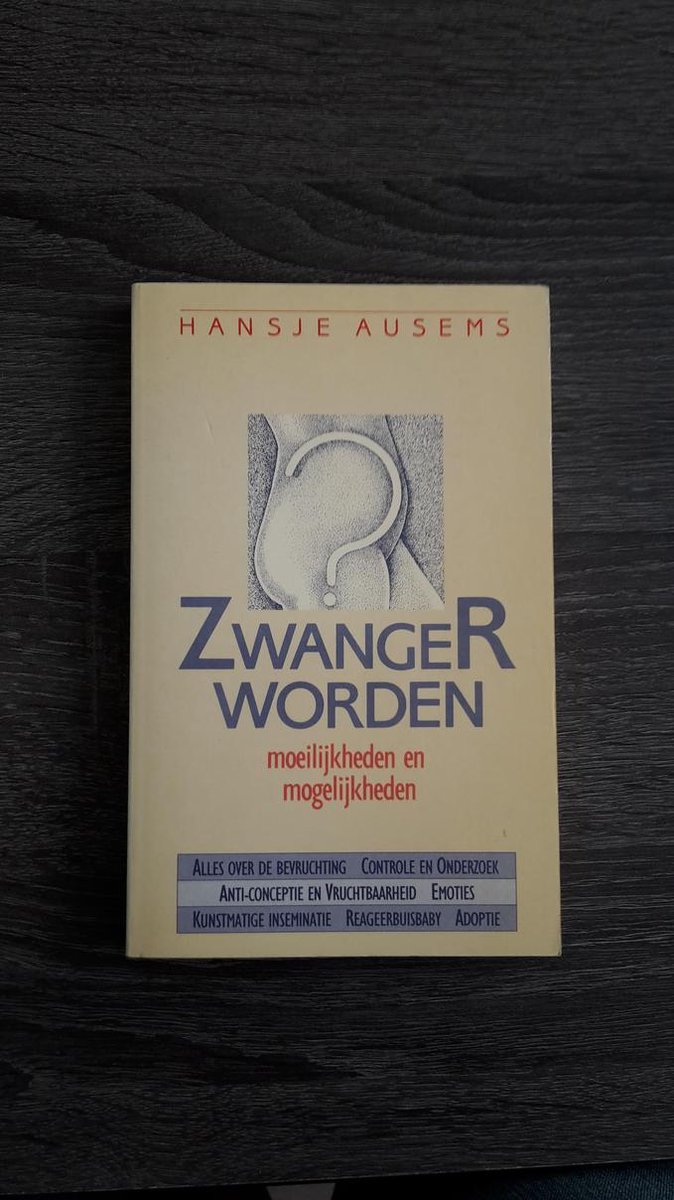 HANSJE AUSEMS
ZWANGER
WORDEN
moeilijkheden en
mogelijkheden
ALLES OVER DE BEVRUCHTING CONTROLE EN ONDERZOEK
ANTI-CONCEPTIE EN VRUCHTBAARHEID EMOTIES
KUNSTMATIGE INSEMINATIE REAGEERBUISBABY ADOPTIE